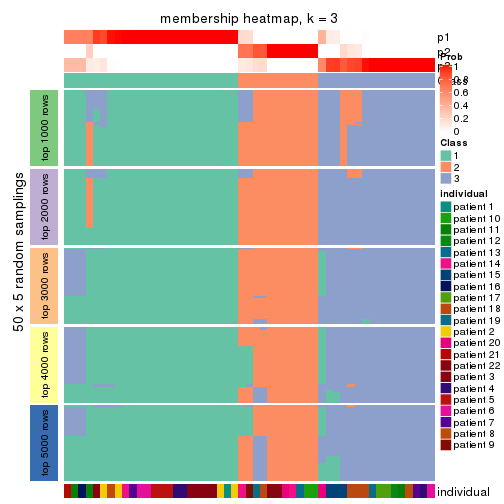 membership heatmap, k = 3
p1
p2
Prob
1
0.8
0.6
0.4
0.2
0
Class
1
2
3
individual
patient 1
patient 10
patient 11
patient 12
patient 13
patient 14
patient 15
patient 16
patient 17
patient 18
patient 19
patient 2
patient 20
patient 21
patient 22
patient 3
patient 4
patient 5
patient 6
patient 7
patient 8
patient 9
50 x 5 random samplings
top 1000 rows
top 2000 rows
top 3000 rows
top 4000 rows
top 5000 rows
individual